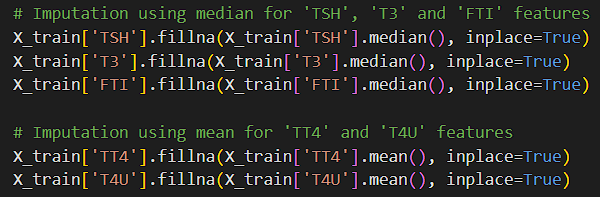 # Imputation using median for 'TSH', 'T3' and 'FTI' features
X_train['TSH'].fillna(X_train['TSH'].median(), inplace=True)
X_train['T3'].fillna(X_train['T3'].median(), inplace=True)
X_train['FTI'].fillna(X_train['FTI'].median(), inplace=True)
# Imputation using mean for 'TT4' and 'T4U' features
X_train['TT4'].fillna(X_train['TT4'].mean(), inplace=True)
X_train['T4U'].fillna(X_train['T4U'].mean(), inplace=True)